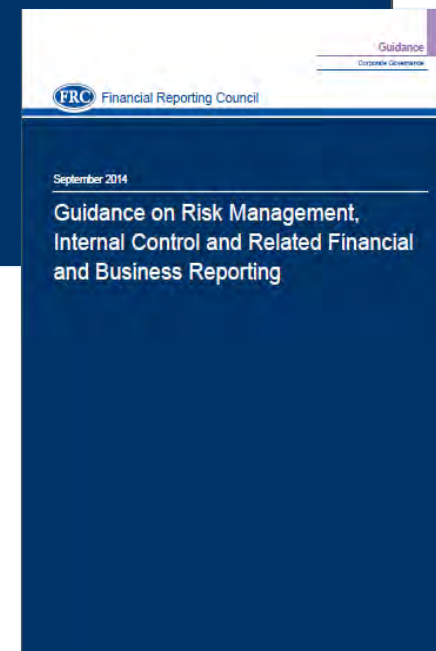 Guidance
Corporate Governance
FRC Financial Reporting Council
September 2014
Guidance on Risk Management,
Internal Control and Related Financial
and Business Reporting